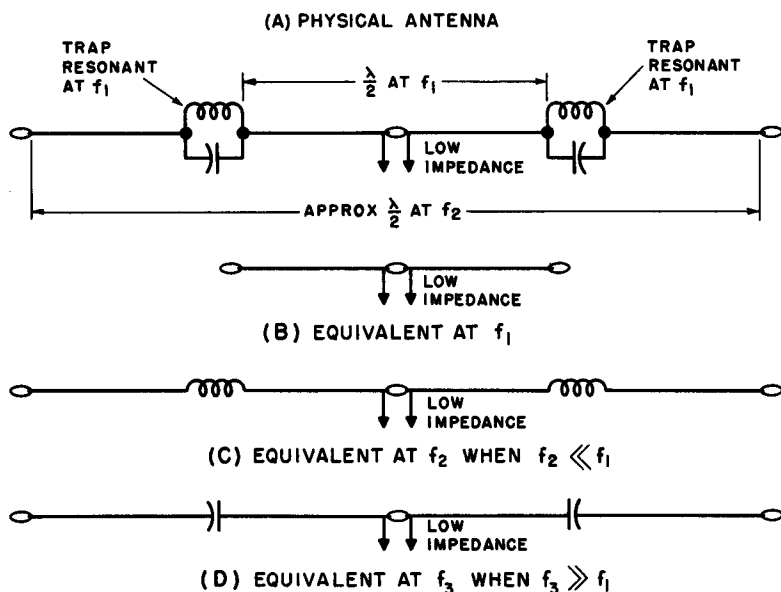 (A) PHYSICAL ANTENNA
TRAP
RESONANT
AT f₁
λ/2 AT f₁
TRAP
RESONANT
AT f₁
LOW
IMPEDANCE
APPROX λ/2 AT f₂
LOW
IMPEDANCE
(B) EQUIVALENT AT f₁
LOW
IMPEDANCE
(C) EQUIVALENT AT f₂ WHEN f₂ ≪ f₁
LOW
IMPEDANCE
(D) EQUIVALENT AT f₃ WHEN f₃ ≫ f₁